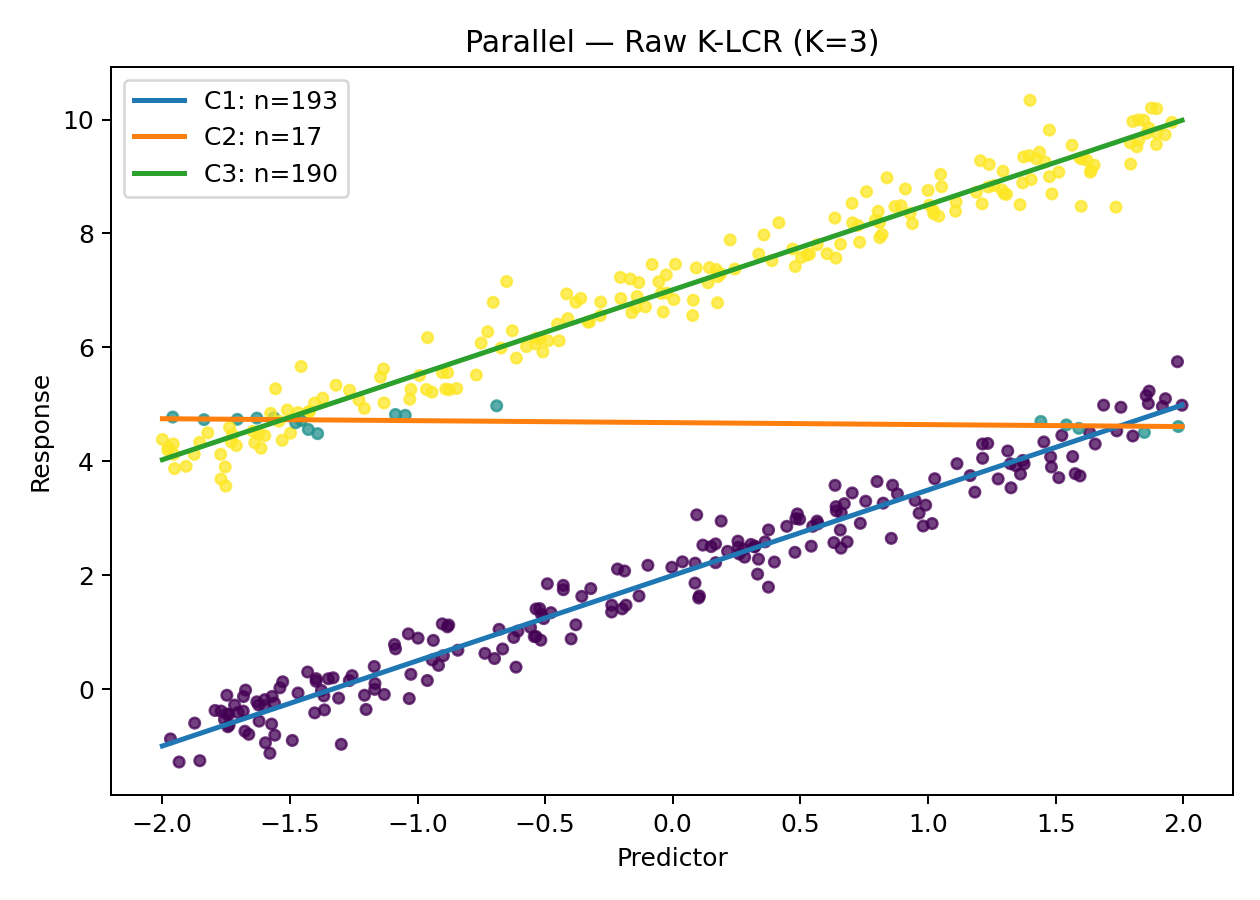 Parallel — Raw K-LCR (K=3)
C1: n=193
C2: n=17
C3: n=190
10
8
6
4
2
0
Response
−2.0 −1.5 −1.0 −0.5 0.0 0.5 1.0 1.5 2.0
Predictor